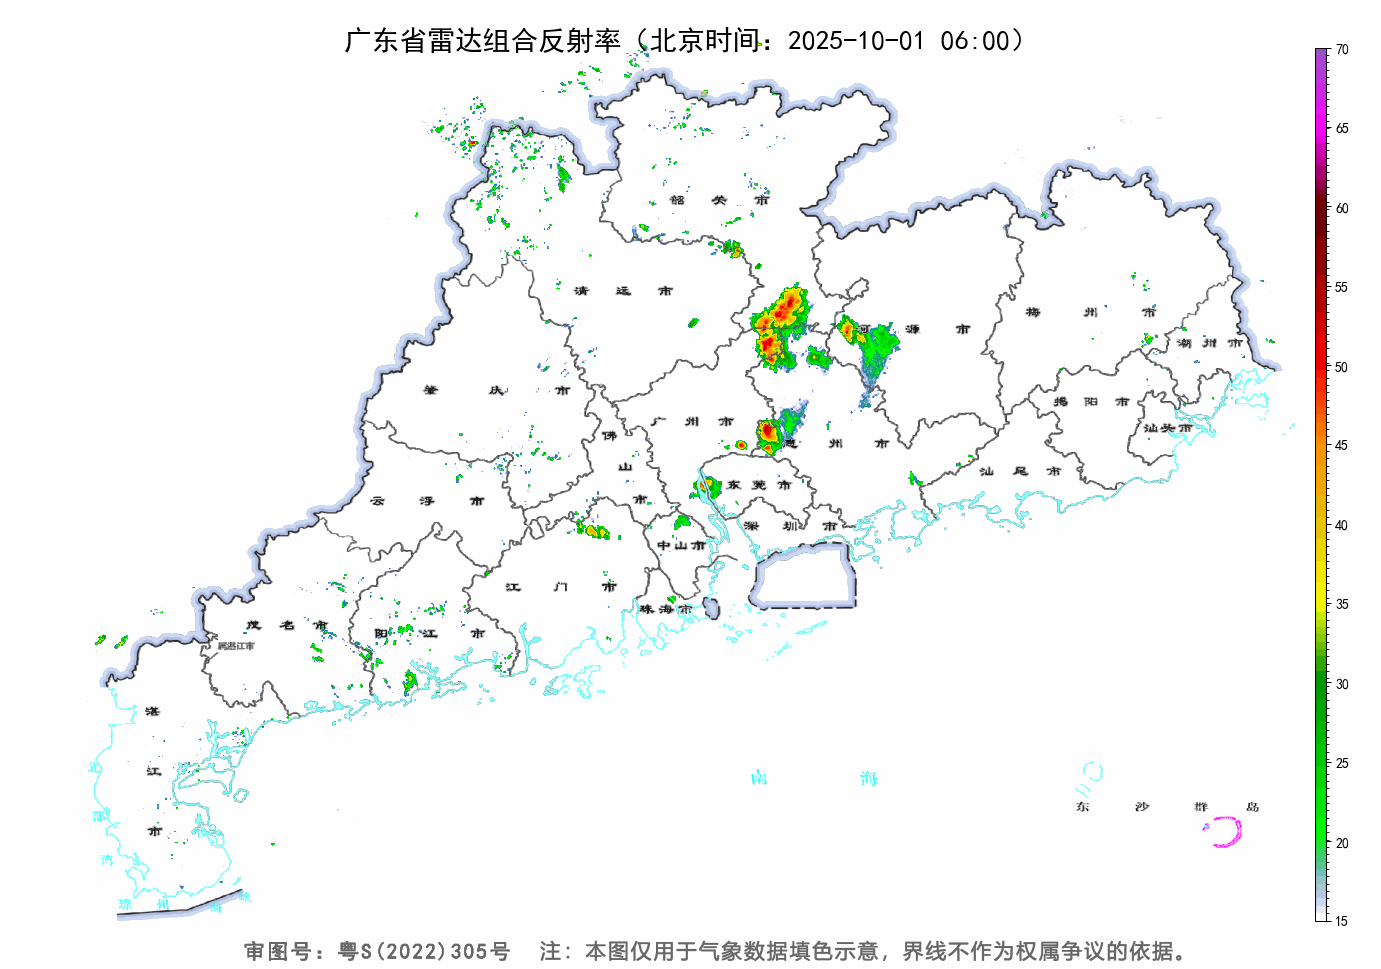 广东省雷达组合反射率（北京时间：2025-10-01 06:00）
70
65
60
55
50
45
40
35
30
25
20
15
韶关市
清远市
河源市
梅州市
潮州市
肇庆市
广州市
惠州市
揭阳市
汕头市
佛山市
东莞市
汕尾市
云浮市
深圳市
中山市
江门市
珠海市
茂名市
阳江市
属湛江市
湛江市
北部湾
琼州海峡
南海
东沙群岛
审图号：粤S(2022)305号 注：本图仅用于气象数据填色示意，界线不作为权属争议的依据。